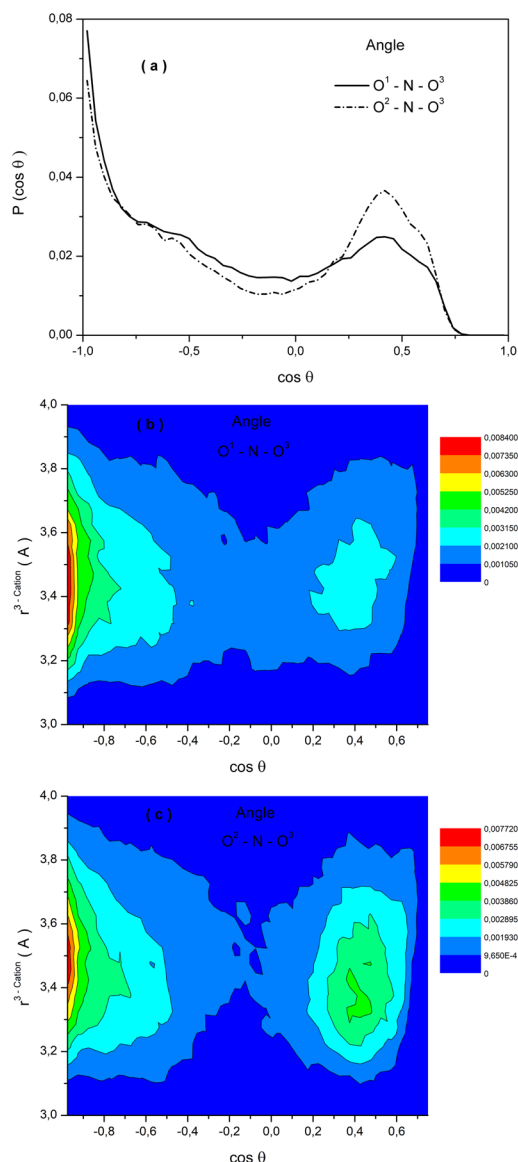 0,08
( a )
Angle
O¹ - N - O³
O² - N - O³
0,06
P (cos θ)
0,04
0,02
0,00
-1,0 -0,5 0,0 0,5 1,0
cos θ
4,0
( b )
Angle
O¹ - N - O³
3,8
3,6
r³ - Cation ( A )
3,4
3,2
3,0
-0,8 -0,6 -0,4 -0,2 0,0 0,2 0,4 0,6
cos θ
0,008400
0,007350
0,006300
0,005250
0,004200
0,003150
0,002100
0,001050
0
4,0
( c )
Angle
O² - N - O³
3,8
3,6
r³ - Cation ( A )
3,4
3,2
3,0
-0,8 -0,6 -0,4 -0,2 0,0 0,2 0,4 0,6
cos θ
0,007720
0,006755
0,005790
0,004825
0,003860
0,002895
0,001930
9,650E-4
0